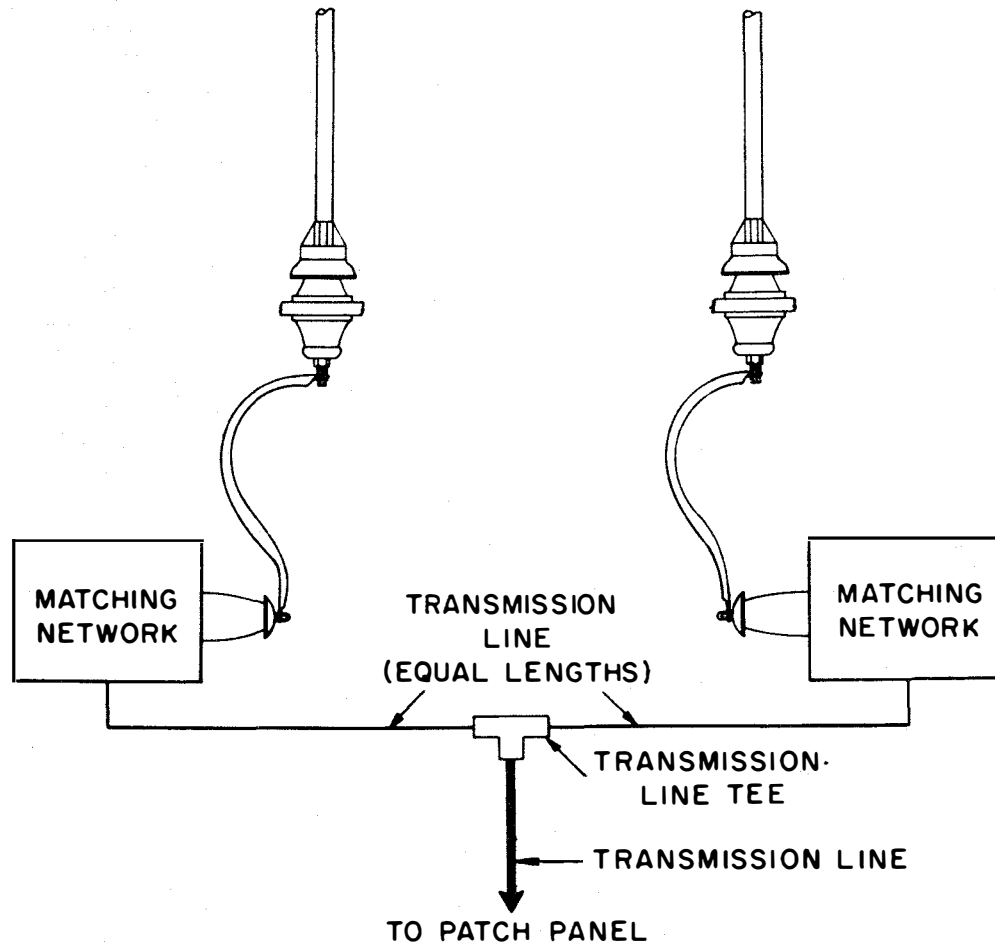 MATCHING
NETWORK
TRANSMISSION
LINE
(EQUAL LENGTHS)
MATCHING
NETWORK
TRANSMISSION-
LINE TEE
TRANSMISSION LINE
TO PATCH PANEL